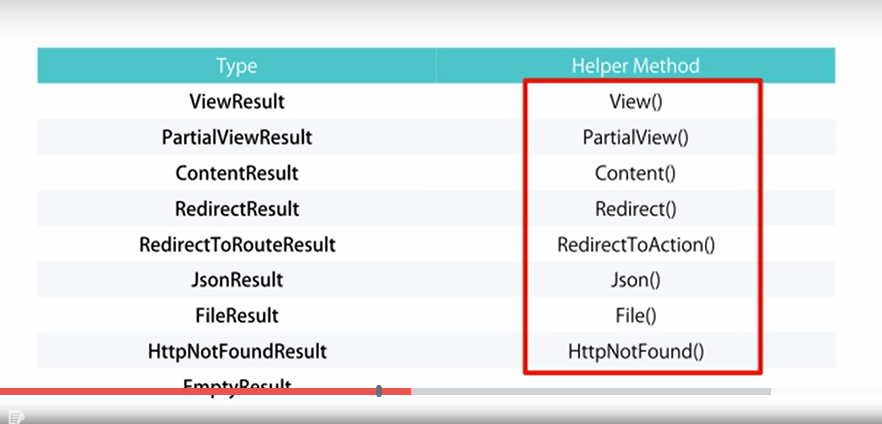 Type Helper Method
ViewResult View()
PartialViewResult PartialView()
ContentResult Content()
RedirectResult Redirect()
RedirectToRouteResult RedirectToAction()
JsonResult Json()
FileResult File()
HttpNotFoundResult HttpNotFound()
EmptyResult